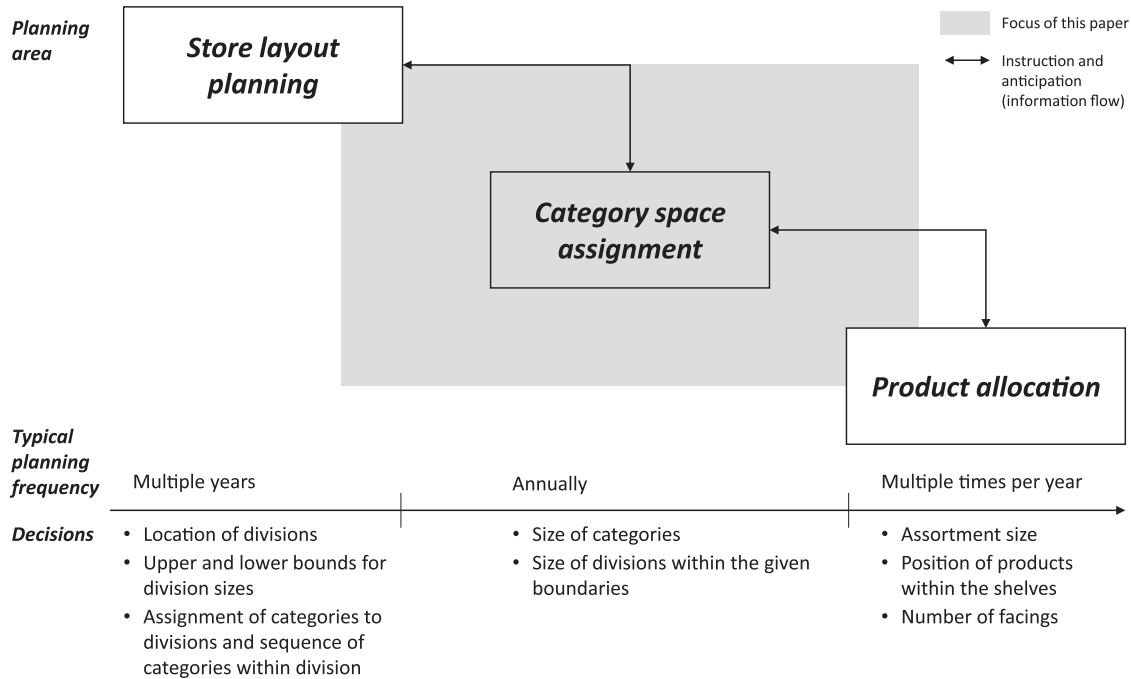 Planning
area
Store layout
planning
Focus of this paper
Instruction and
anticipation
(information flow)
Category space
assignment
Product allocation
Typical
planning
frequency
Multiple years
Annually
Multiple times per year
Decisions
• Location of divisions
• Upper and lower bounds for
division sizes
• Assignment of categories to
divisions and sequence of
categories within division
• Size of categories
• Size of divisions within the given
boundaries
• Assortment size
• Position of products
within the shelves
• Number of facings